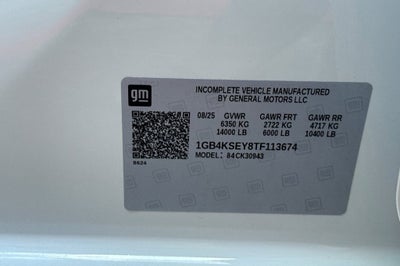 gm
INCOMPLETE VEHICLE MANUFACTURED
BY GENERAL MOTORS LLC
08/25 GVWR GAWR FRT GAWR RR
6350 KG 2722 KG 4717 KG
14000 LB 6000 LB 10400 LB
1GB4KSEY8TF113674
MODEL: 84CK30943
S624